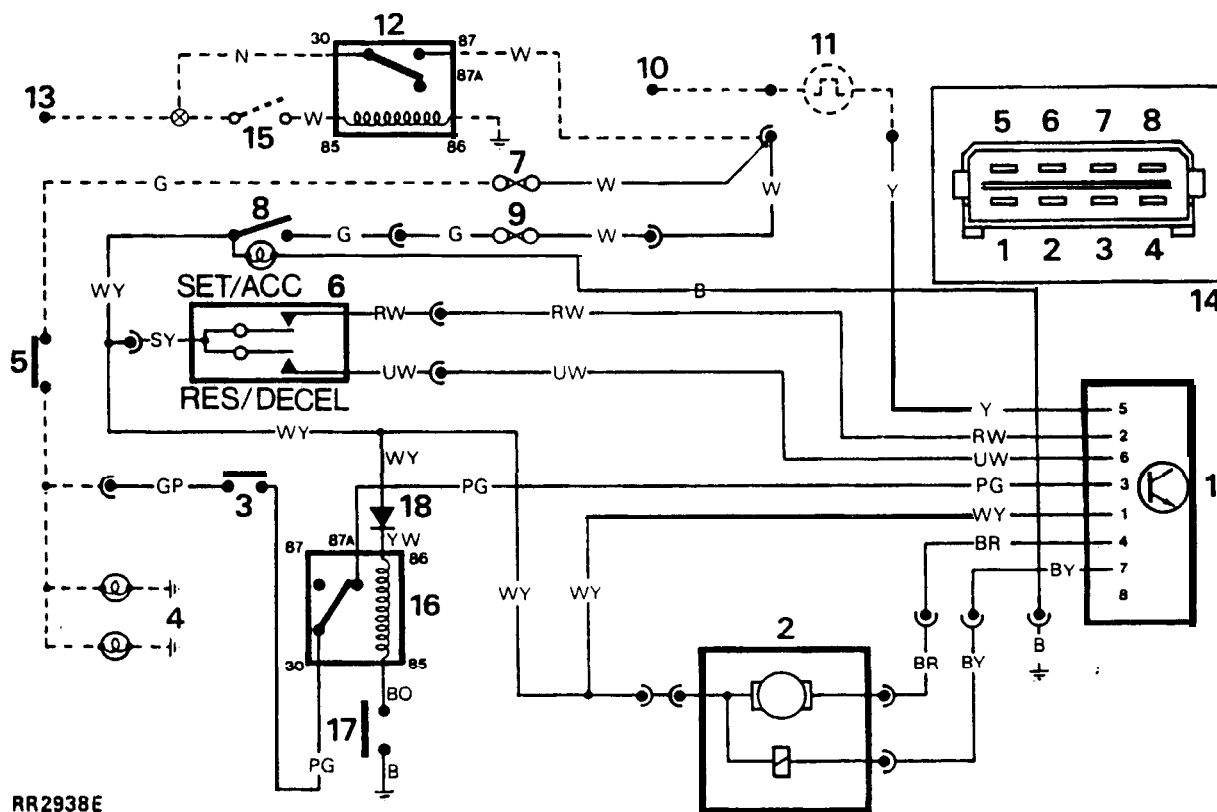 30 12 87
N W
87A
10 11
13
W
15 85 86
5 6 7 8
7
G W
W Y
8 9
G G W
1 2 3 4
WY
SET/ACC 6
B
14
RW RW
SY
5
UW UW
RES/DECEL
Y 5
WY
RW 2
WY
UW 6
GP PG PG 3
3 18 1
WY 1
87 87A YW 86
BR 4
BY 7
16 WY WY 8
4
2
30 85
BR BY B
BO
17
PG B
RR2938E